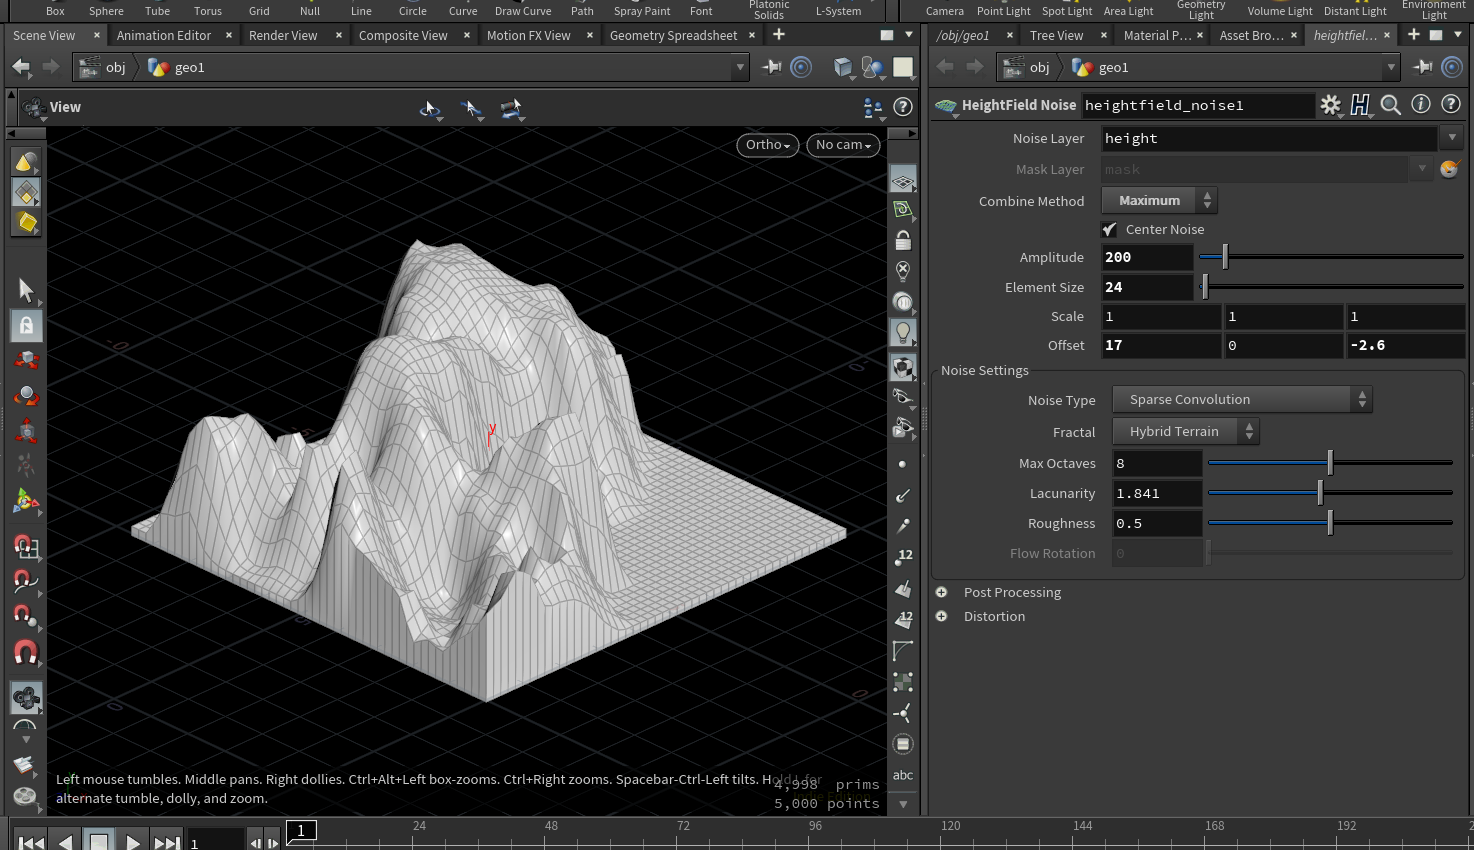 Box Sphere Tube Torus Grid Null Line Circle Curve Draw Curve Path Spray Paint Font Platonic Solids L-System
Camera Point Light Spot Light Area Light Geometry Light Volume Light Distant Light Environment Light
Scene View Animation Editor Render View Composite View Motion FX View Geometry Spreadsheet
/obj/geo1 Tree View Material P... Asset Bro... heightfiel...
obj geo1
obj geo1
View
HeightField Noise heightfield_noise1
Ortho No cam
Noise Layer height
Mask Layer mask
Combine Method Maximum
Center Noise
Amplitude 200
Element Size 24
Scale 1 1 1
Offset 17 0 -2.6
Noise Settings
Noise Type Sparse Convolution
Fractal Hybrid Terrain
Max Octaves 8
Lacunarity 1.841
Roughness 0.5
Flow Rotation 0
Post Processing
Distortion
y
12
12
abc
Left mouse tumbles. Middle pans. Right dollies. Ctrl+Alt+Left box-zooms. Ctrl+Right zooms. Spacebar-Ctrl-Left tilts. Hold L for
alternate tumble, dolly, and zoom.
4,998 prims
5,000 points
1
1 24 48 72 96 120 144 168 192